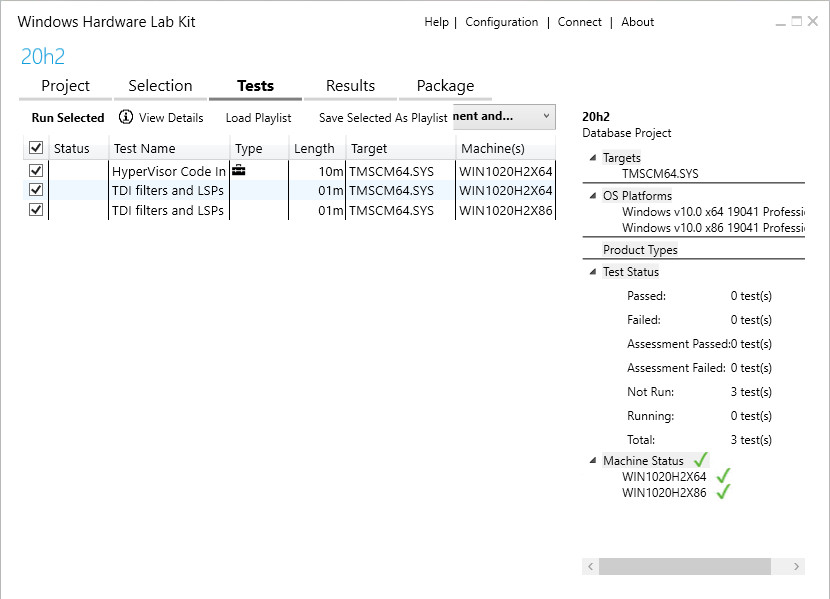 Windows Hardware Lab Kit
Help | Configuration | Connect | About
20h2
Project Selection Tests Results Package
Run Selected View Details Load Playlist Save Selected As Playlist and...
Status Test Name Type Length Target Machine(s)
HyperVisor Code In 10m TMSCM64.SYS WIN1020H2X64
TDI filters and LSPs 01m TMSCM64.SYS WIN1020H2X64
TDI filters and LSPs 01m TMSCM64.SYS WIN1020H2X86
20h2
Database Project
Targets
TMSCM64.SYS
OS Platforms
Windows v10.0 x64 19041 Professi
Windows v10.0 x86 19041 Professi
Product Types
Test Status
Passed: 0 test(s)
Failed: 0 test(s)
Assessment Passed:0 test(s)
Assessment Failed: 0 test(s)
Not Run: 3 test(s)
Running: 0 test(s)
Total: 3 test(s)
Machine Status
WIN1020H2X64
WIN1020H2X86